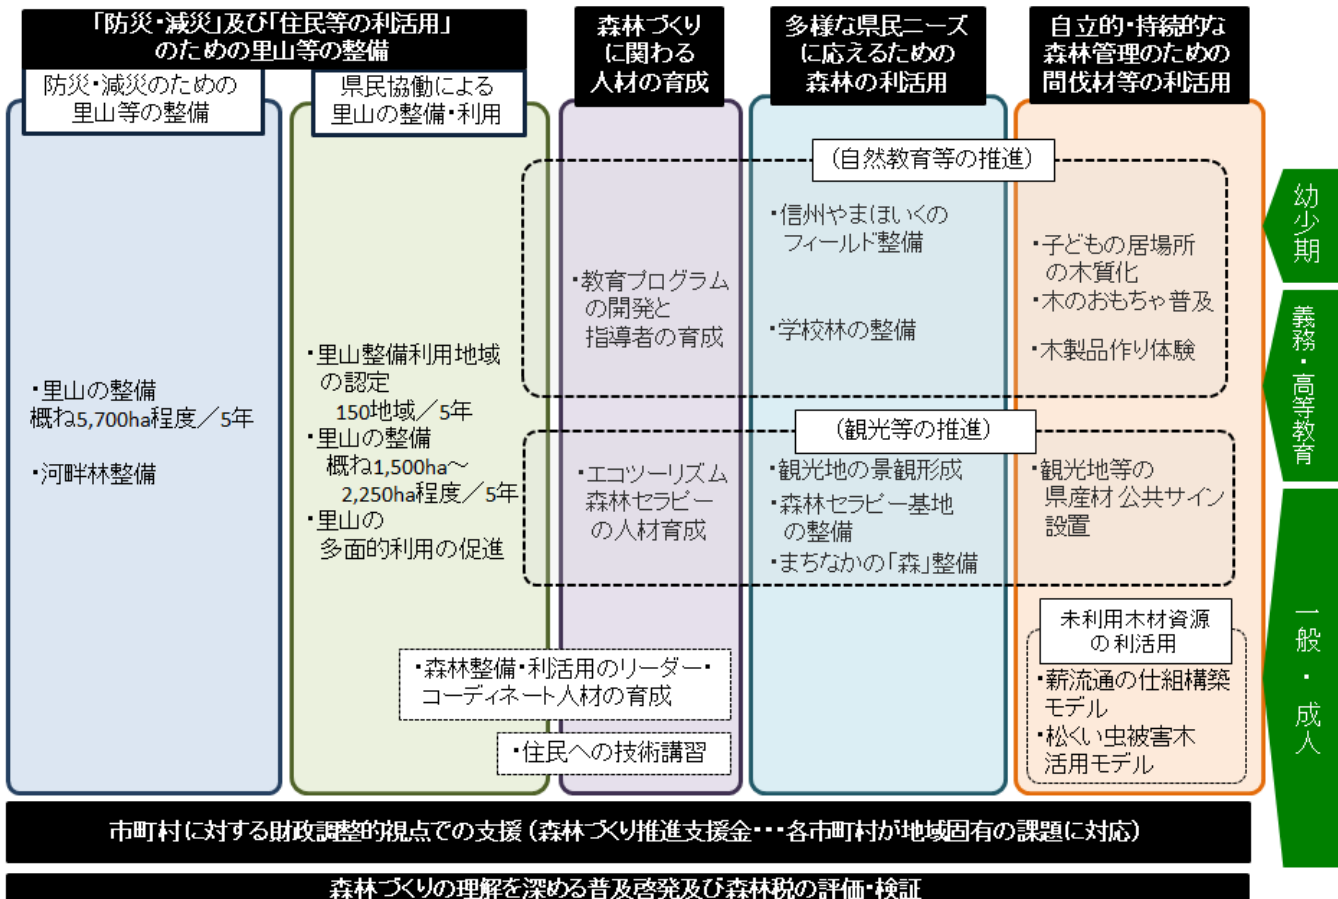 「防災・減災」及び「住民等の利活用」
のための里山等の整備
防災・減災のための
里山等の整備
・里山の整備
概ね5,700ha程度／5年
・河畔林整備
県民協働による
里山の整備・利用
・里山整備利用地域
の認定
150地域／5年
・里山の整備
概ね1,500ha～
2,250ha程度／5年
・里山の
多面的利用の促進
森林づくり
に関わる
人材の育成
多様な県民ニーズ
に応えるための
森林の利活用
自立的・持続的な
森林管理のための
間伐材等の利活用
（自然教育等の推進）
・教育プログラム
の開発と
指導者の育成
・信州やまほいくの
フィールド整備
・学校林の整備
・子どもの居場所
の木質化
・木のおもちゃ普及
・木製品作り体験
（観光等の推進）
・エコツーリズム
森林セラピー
の人材育成
・観光地の景観形成
・森林セラピー基地
の整備
・まちなかの「森」整備
・観光地等の
県産材公共サイン
設置
・森林整備・利活用のリーダー・
コーディネート人材の育成
・住民への技術講習
未利用木材資源
の利活用
・薪流通の仕組構築
モデル
・松くい虫被害木
活用モデル
幼少期
義務・高等教育
一般・成人
市町村に対する財政調整的視点での支援（森林づくり推進支援金・・・各市町村が地域固有の課題に対応）
森林づくりの理解を深める普及啓発及び森林税の評価・検証